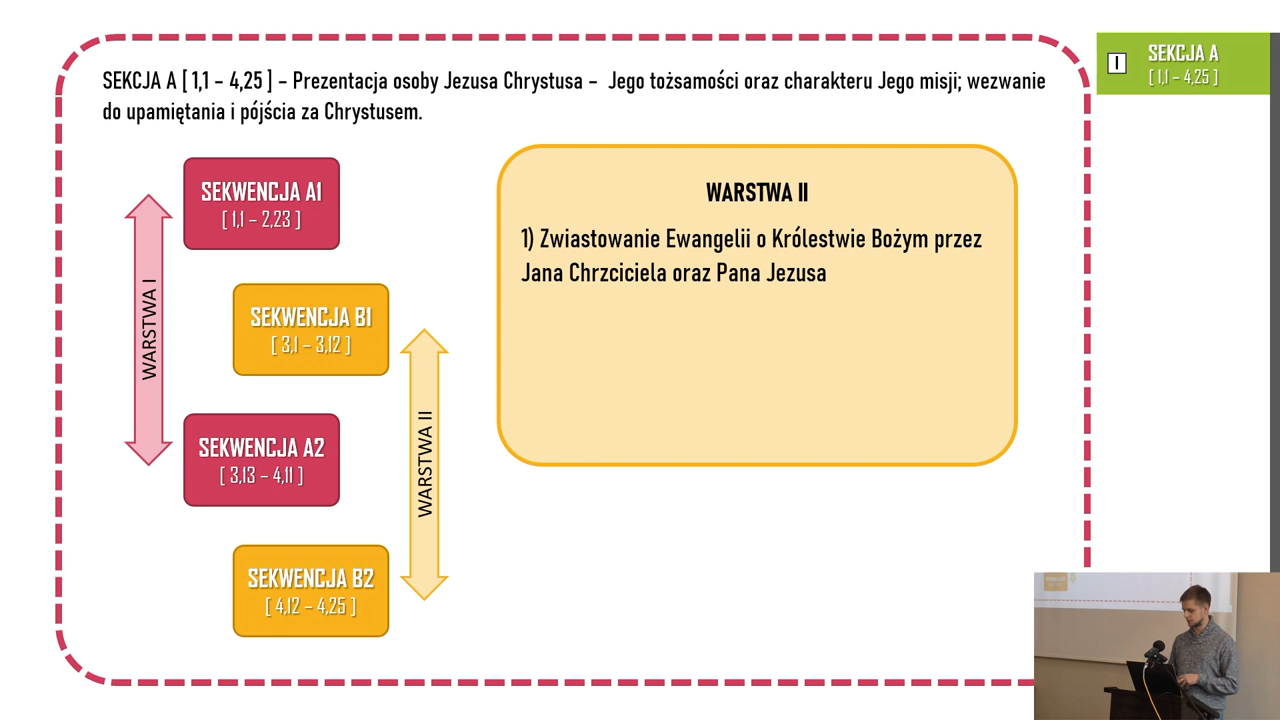 SEKCJA A [ 1,1 – 4,25 ] – Prezentacja osoby Jezusa Chrystusa – Jego tożsamości oraz charakteru Jego misji; wezwanie
do upamiętania i pójścia za Chrystusem.
I
SEKCJA A
[ 1,1 – 4,25 ]
SEKWENCJA A1
[ 1,1 – 2,23 ]
SEKWENCJA B1
[ 3,1 – 3,12 ]
SEKWENCJA A2
[ 3,13 – 4,11 ]
SEKWENCJA B2
[ 4,12 – 4,25 ]
WARSTWA I
WARSTWA II
WARSTWA II
1) Zwiastowanie Ewangelii o Królestwie Bożym przez
Jana Chrzciciela oraz Pana Jezusa